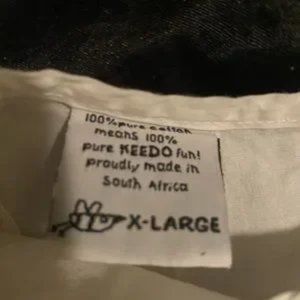 100% pure cotton
means 100%
pure KEEDO fun!
proudly made in
South Africa
X-LARGE